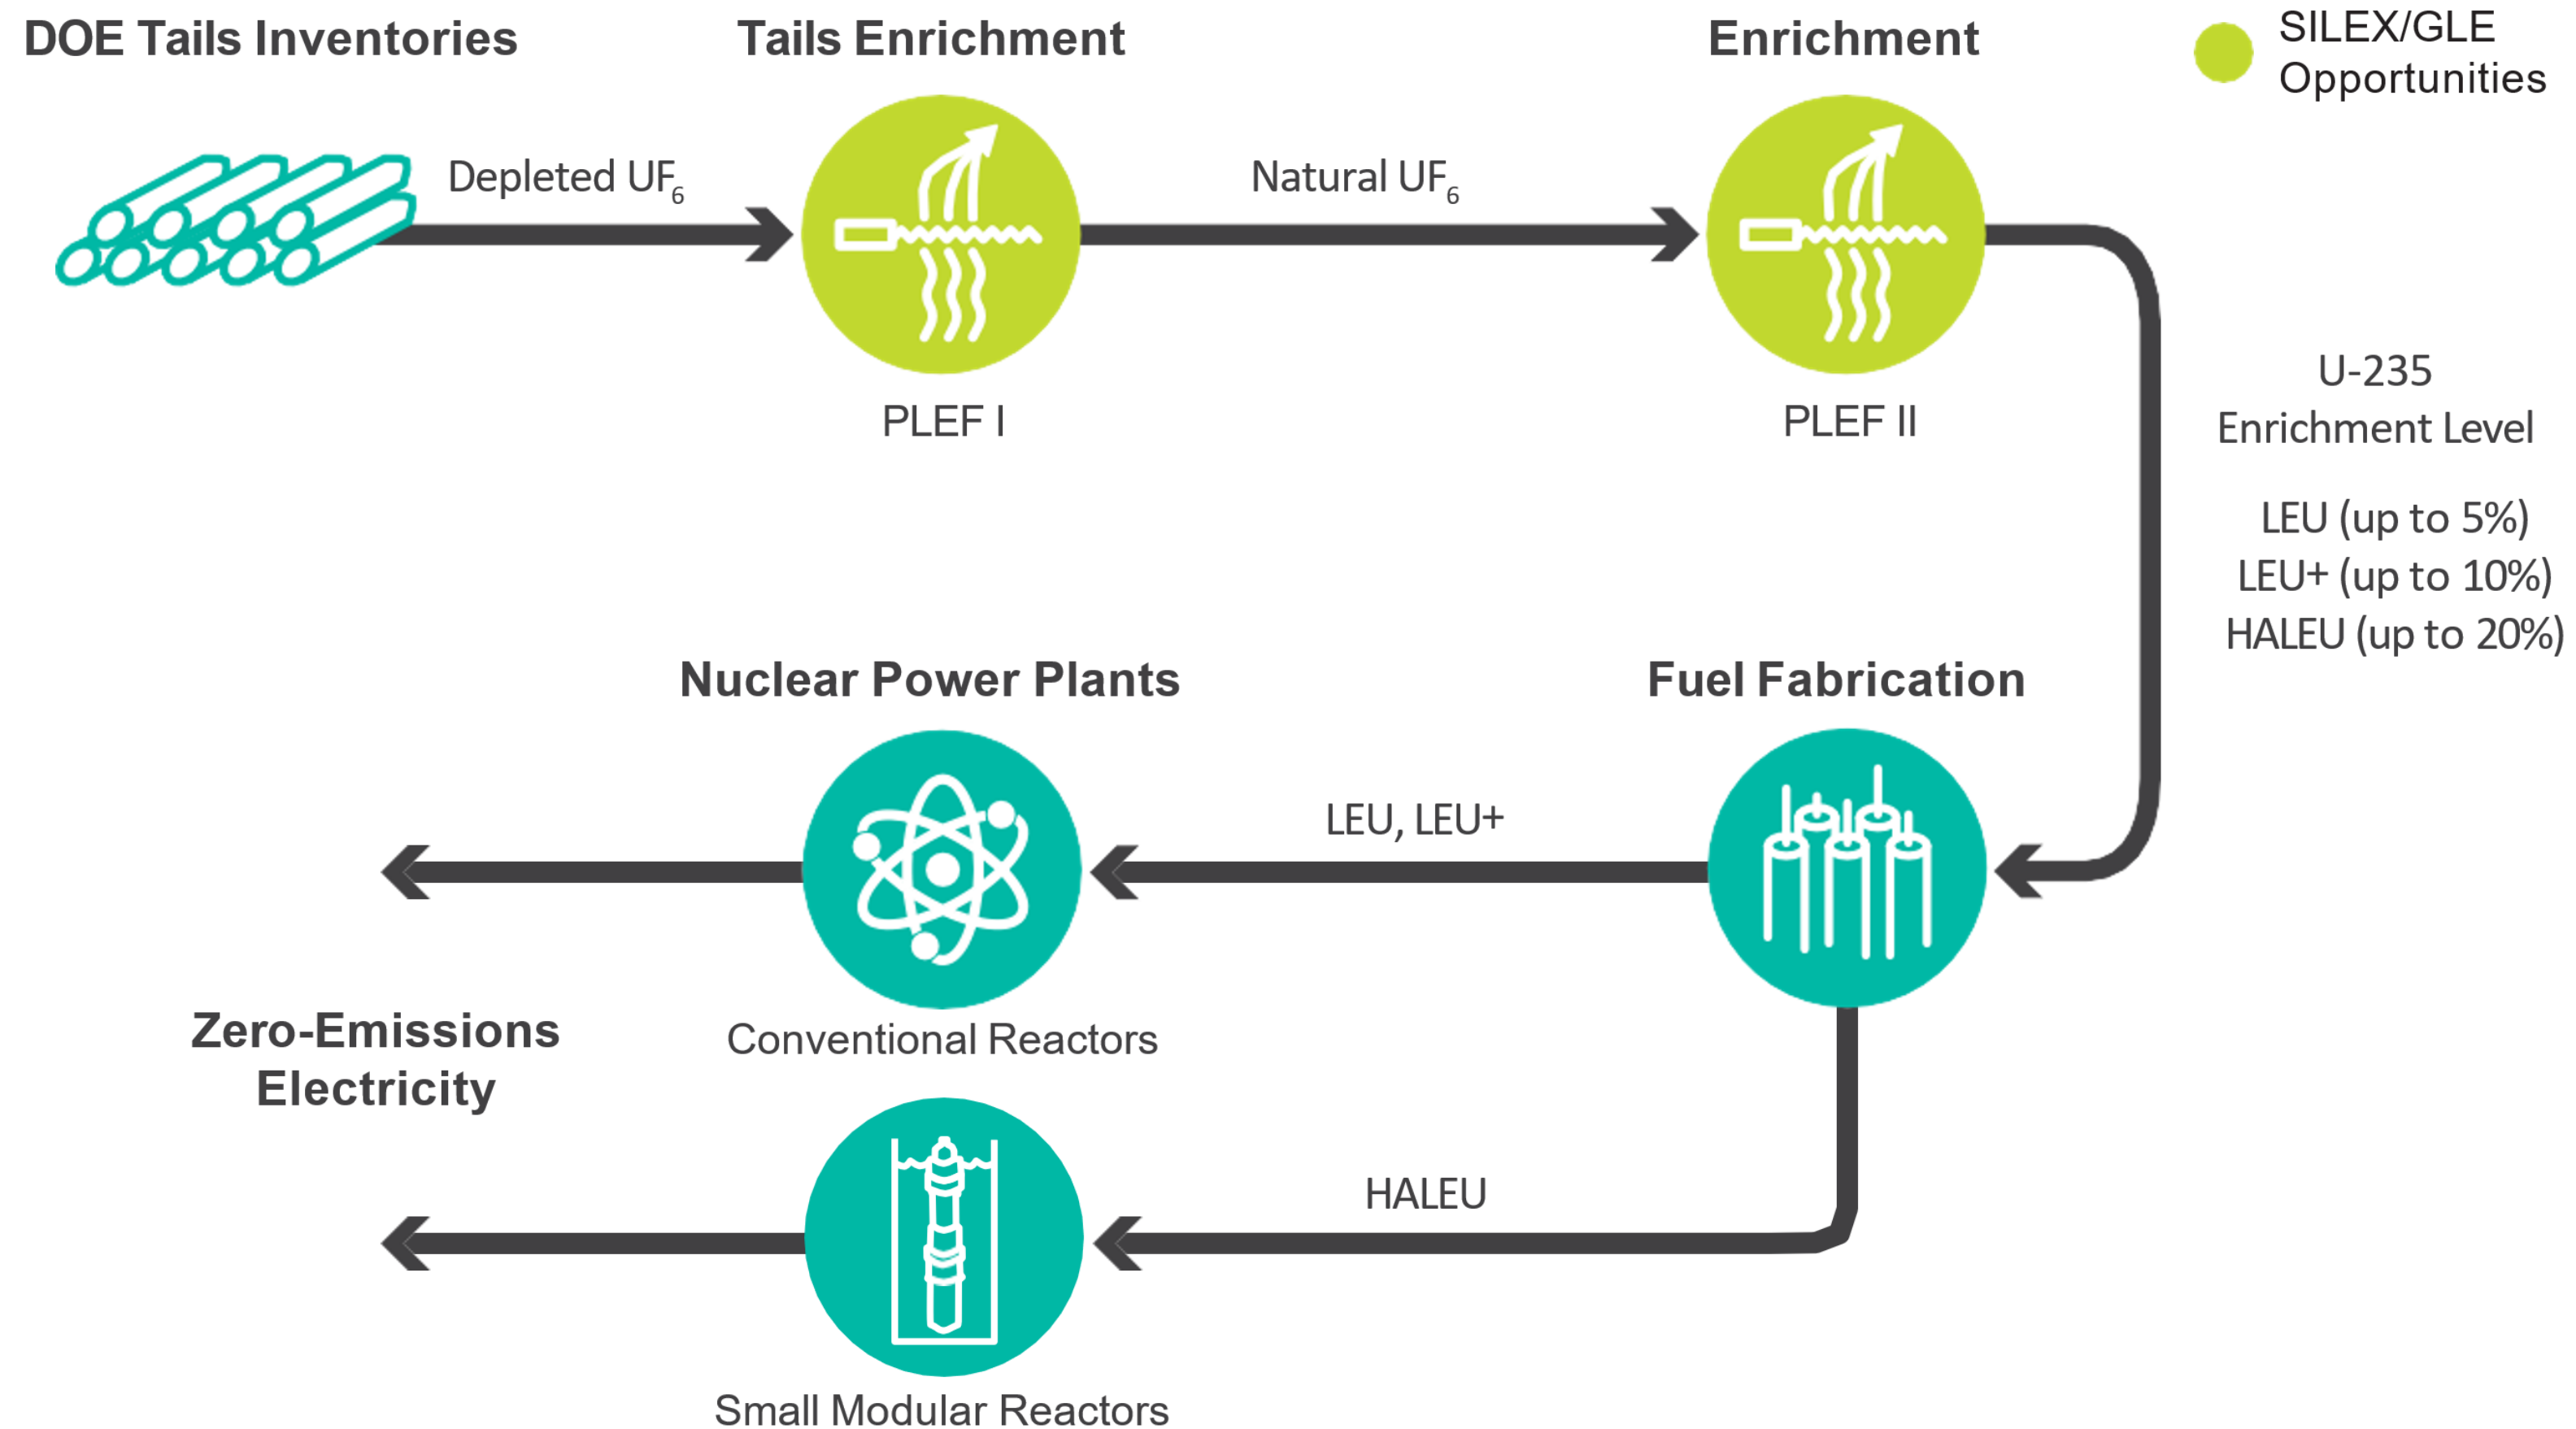 DOE Tails Inventories
Tails Enrichment
Enrichment
SILEX/GLE
Opportunities
Depleted UF₆
Natural UF₆
PLEF I
PLEF II
U-235
Enrichment Level
LEU (up to 5%)
LEU+ (up to 10%)
HALEU (up to 20%)
Nuclear Power Plants
Fuel Fabrication
LEU, LEU+
Conventional Reactors
Zero-Emissions
Electricity
HALEU
Small Modular Reactors